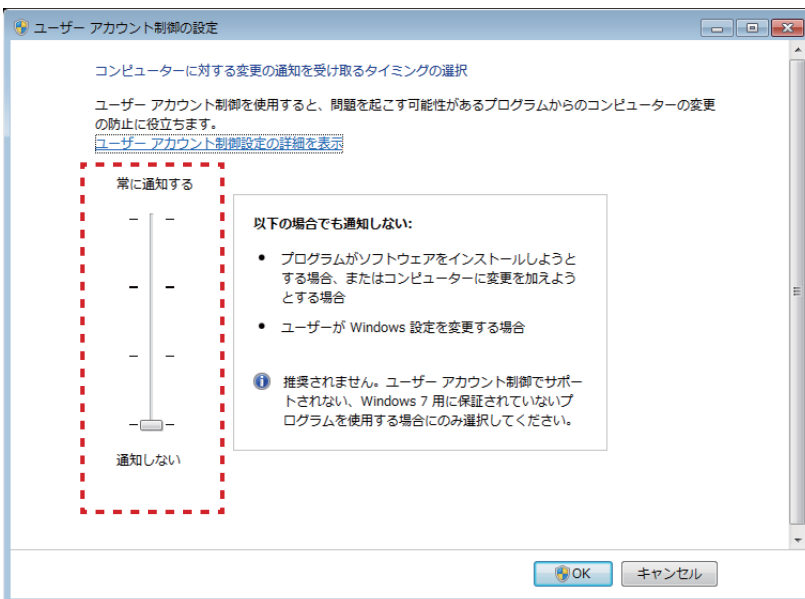 ユーザー アカウント制御の設定
コンピューターに対する変更の通知を受け取るタイミングの選択
ユーザー アカウント制御を使用すると、問題を起こす可能性があるプログラムからのコンピューターの変更
の防止に役立ちます。
ユーザー アカウント制御設定の詳細を表示
常に通知する
以下の場合でも通知しない:
• プログラムがソフトウェアをインストールしようと
する場合、またはコンピューターに変更を加えよう
とする場合
• ユーザーが Windows 設定を変更する場合
推奨されません。ユーザー アカウント制御でサポー
トされない、Windows 7 用に保証されていないプ
ログラムを使用する場合にのみ選択してください。
通知しない
OK
キャンセル